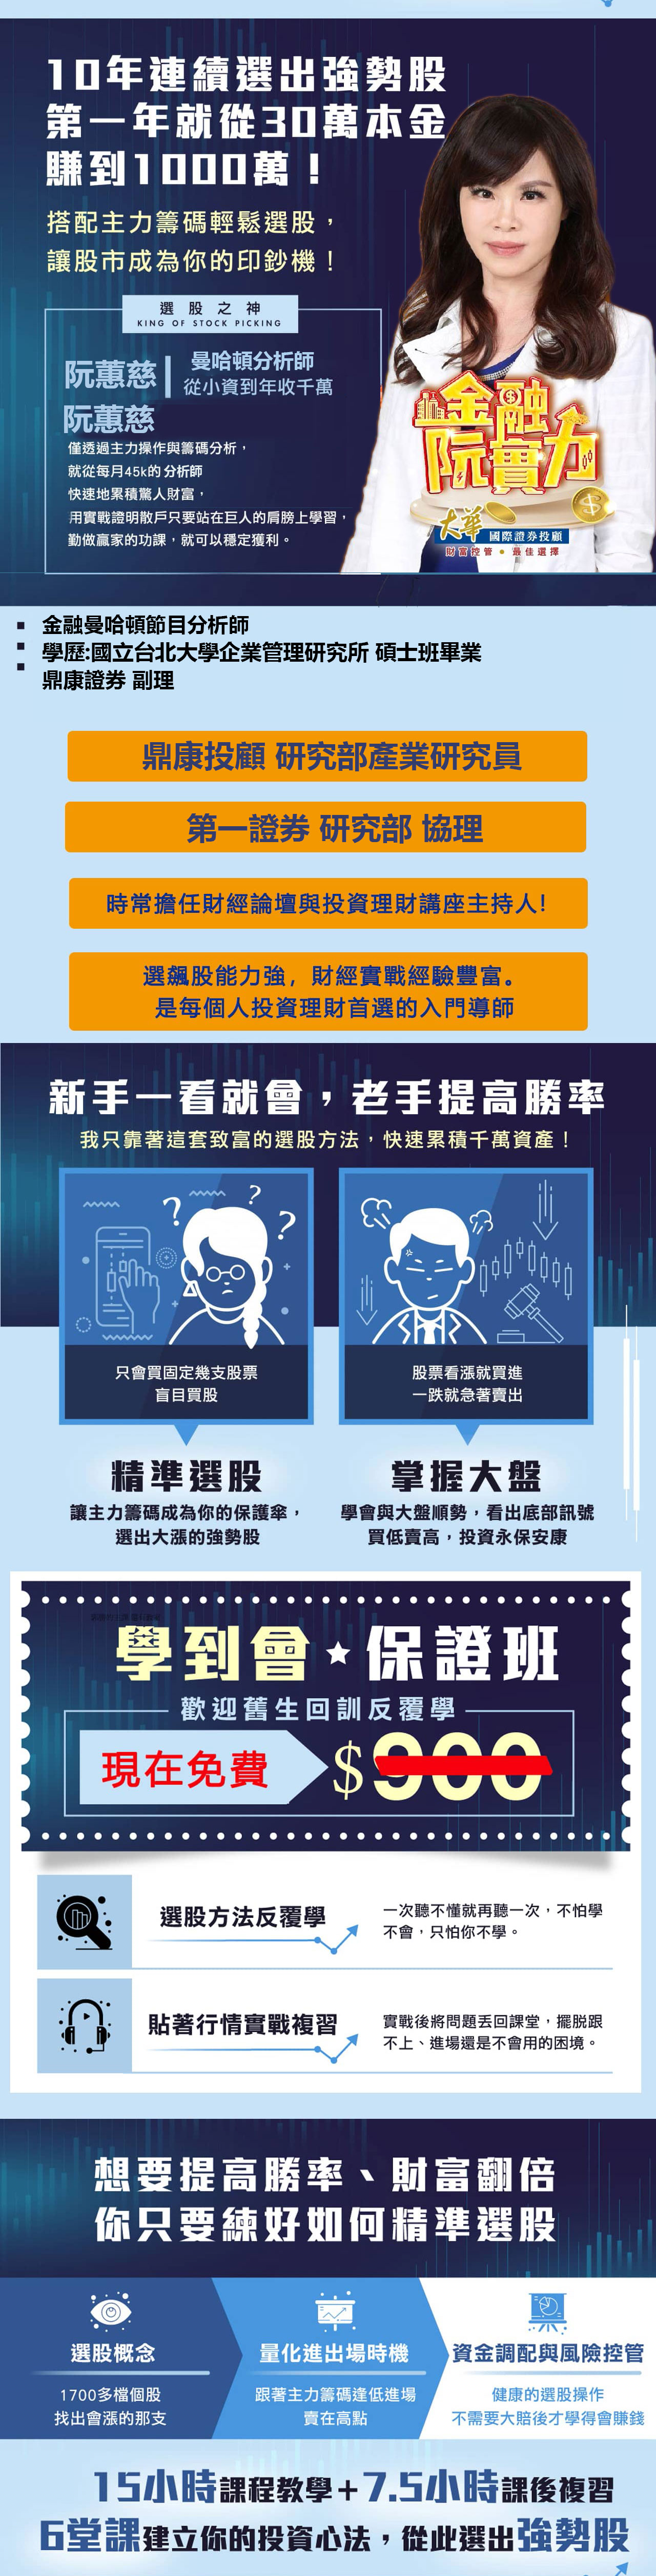 10年連續選出強勢股
第一年就從30萬本金
賺到1000萬！
搭配主力籌碼輕鬆選股，
讓股市成為你的印鈔機！
選股之神
KING OF STOCK PICKING
阮蕙慈
曼哈頓分析師
從小資到年收千萬
阮蕙慈
僅透過主力操作與籌碼分析，
就從每月45k的分析師
快速地累積驚人財富，
用實戰證明散戶只要站在巨人的肩膀上學習，
勤做贏家的功課，就可以穩定獲利。
金融
阮實力
大華國際證券投顧
財富控管 • 最佳選擇
▪ 金融曼哈頓節目分析師
▪ 學歷:國立台北大學企業管理研究所 碩士班畢業
▪ 鼎康證券 副理
鼎康投顧 研究部產業研究員
第一證券 研究部 協理
時常擔任財經論壇與投資理財講座主持人!
選飆股能力強，財經實戰經驗豐富。
是每個人投資理財首選的入門導師
新手一看就會，老手提高勝率
我只靠著這套致富的選股方法，快速累積千萬資產！
? ? ?
只會買固定幾支股票
盲目買股
股票看漲就買進
一跌就急著賣出
精準選股
讓主力籌碼成為你的保護傘，
選出大漲的強勢股
掌握大盤
學會與大盤順勢，看出底部訊號
買低賣高，投資永保安康
學到會★保證班
歡迎舊生回訓反覆學
現在免費
$900
選股方法反覆學
一次聽不懂就再聽一次，不怕學
不會，只怕你不學。
貼著行情實戰複習
實戰後將問題丟回課堂，擺脱跟
不上、進場還是不會用的困境。
想要提高勝率、財富翻倍
你只要練好如何精準選股
選股概念
1700多檔個股
找出會漲的那支
量化進出場時機
跟著主力籌碼逢低進場
賣在高點
資金調配與風險控管
健康的選股操作
不需要大賠後才學得會賺錢
15小時課程教學＋7.5小時課後複習
6堂課建立你的投資心法，從此選出強勢股